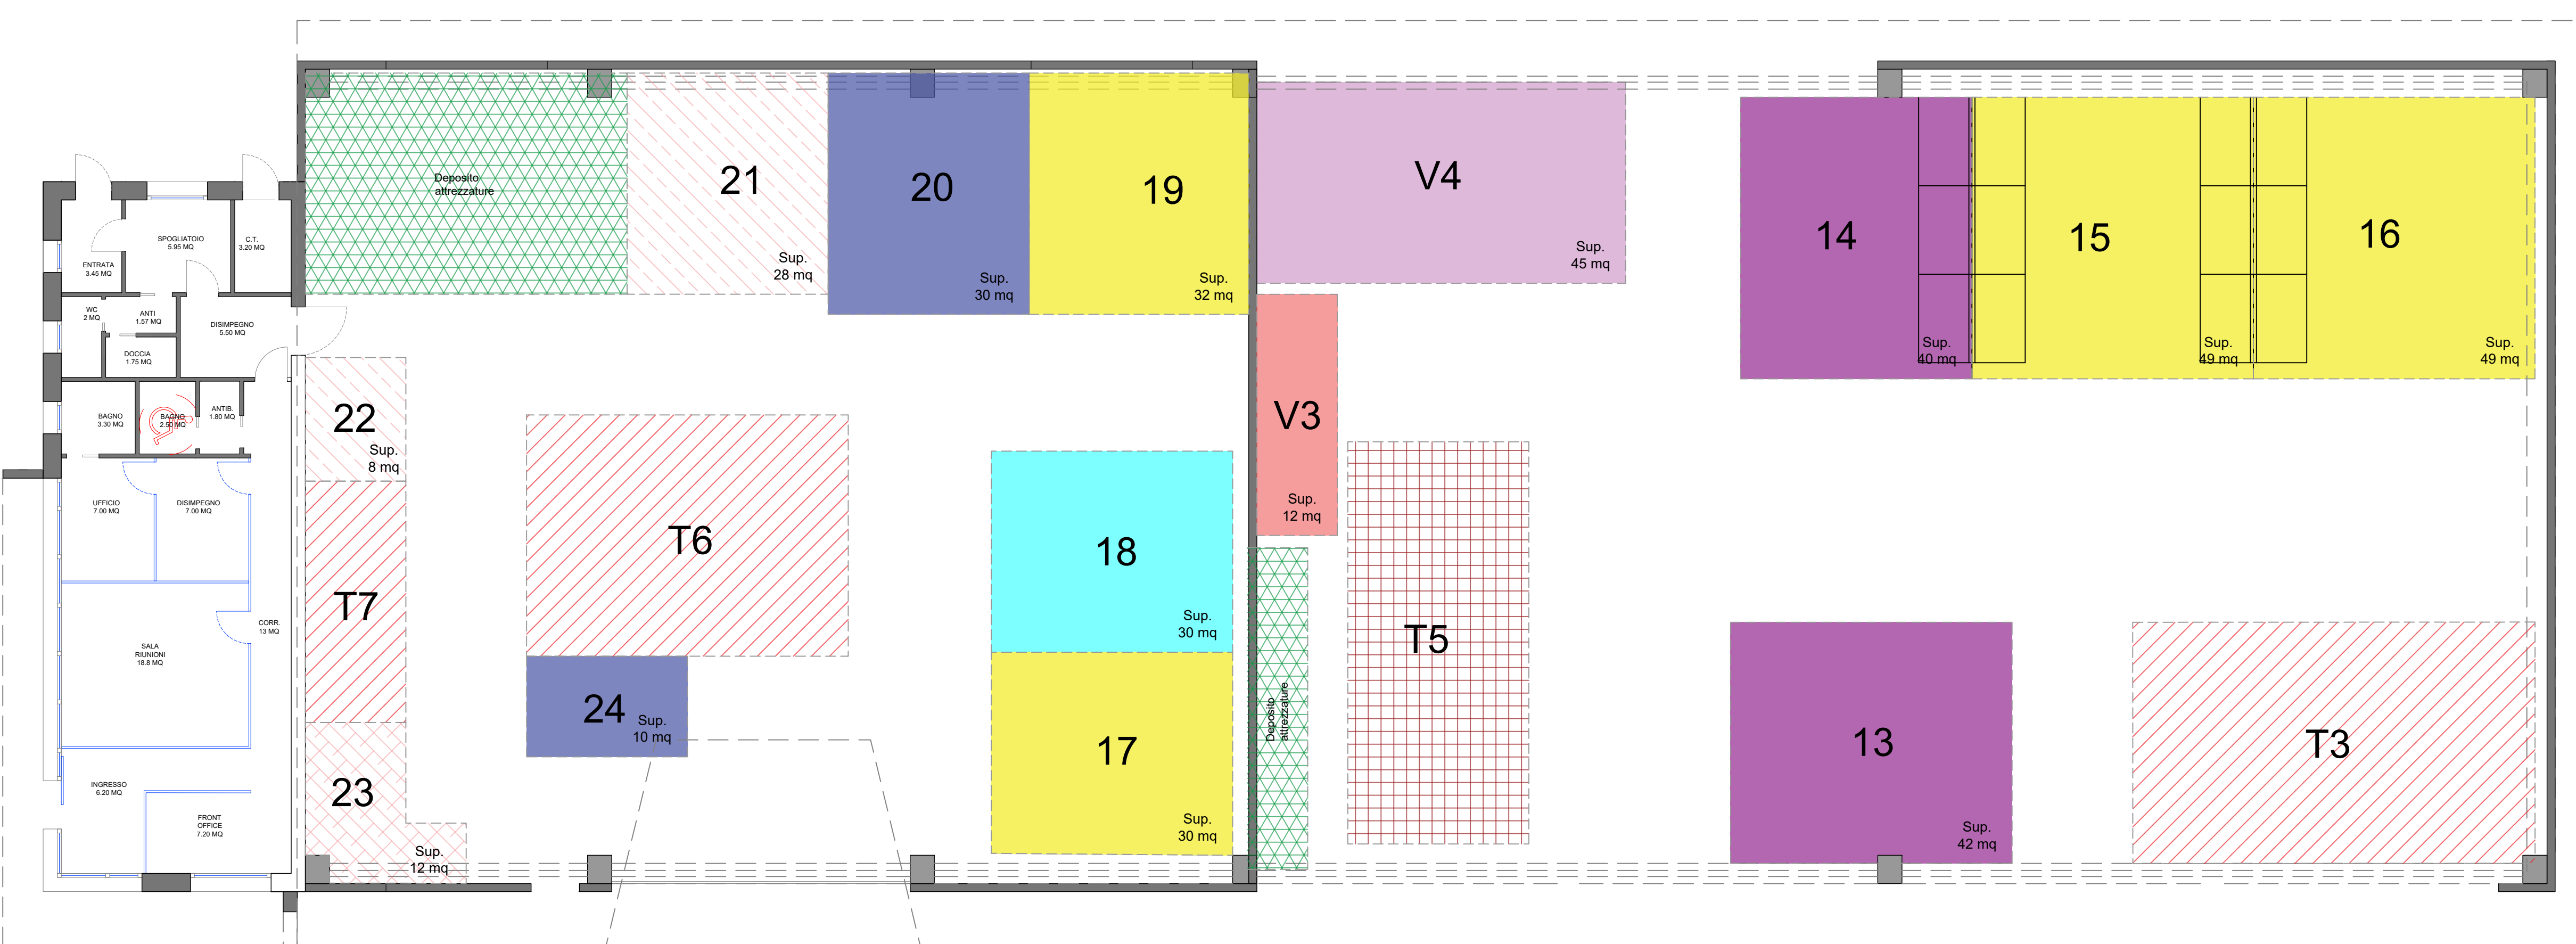 SPOGLIATOIO
5.95 MQ
C.T.
3.20 MQ
ENTRATA
3.45 MQ
WC
2 MQ
ANTI
1.57 MQ
DISIMPEGNO
5.50 MQ
DOCCIA
1.75 MQ
BAGNO
3.30 MQ
BAGNO
2.50 MQ
ANTIB.
1.80 MQ
UFFICIO
7.00 MQ
DISIMPEGNO
7.00 MQ
SALA
RIUNIONI
18.8 MQ
CORR.
13 MQ
INGRESSO
6.20 MQ
FRONT
OFFICE
7.20 MQ
Deposito
attrezzature
21
Sup.
28 mq
20
Sup.
30 mq
19
Sup.
32 mq
22
Sup.
8 mq
T7
23
Sup.
12 mq
T6
24
Sup.
10 mq
18
Sup.
30 mq
17
Sup.
30 mq
V4
Sup.
45 mq
V3
Sup.
12 mq
Deposito
attrezzature
T5
14
Sup.
40 mq
15
Sup.
49 mq
16
Sup.
49 mq
13
Sup.
42 mq
T3